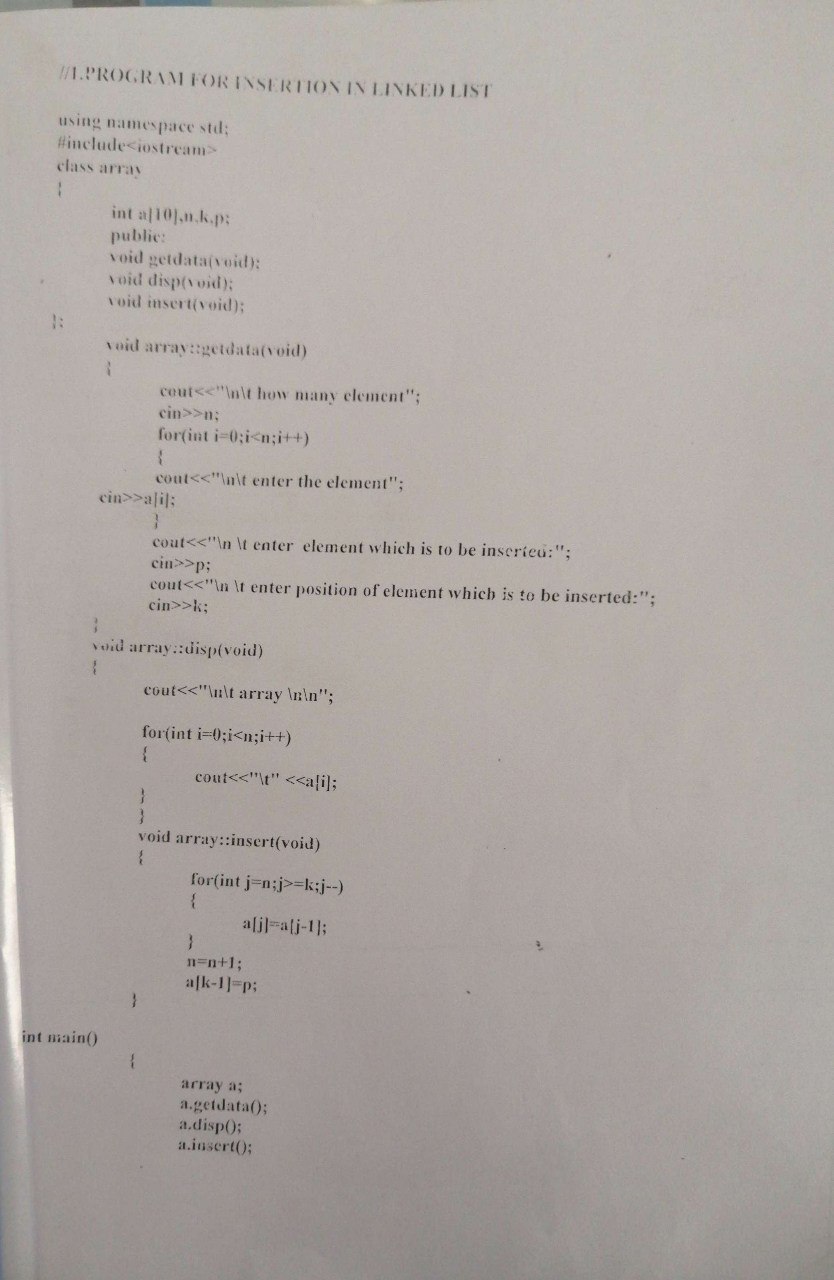 //1.PROGRAM FOR INSERTION IN LINKED LIST
using namespace std;
#include<iostream>
class array
{
int a[10],n,k,p;
public:
void getdata(void);
void disp(void);
void insert(void);
};
void array::getdata(void)
{
cout<<"\n\t how many element";
cin>>n;
for(int i=0;i<n;i++)
{
cout<<"\n\t enter the element";
cin>>a[i];
}
cout<<"\n \t enter  element which is to be inserted:";
cin>>p;
cout<<"\n \t enter position of element which is to be inserted:";
cin>>k;
}
void array::disp(void)
{
cout<<"\n\t array \n\n";
for(int i=0;i<n;i++)
{
cout<<"\t" <<a[i];
}
}
void array::insert(void)
{
for(int j=n;j>=k;j--)
{
a[j]=a[j-1];
}
n=n+1;
a[k-1]=p;
}
int main()
{
array a;
a.getdata();
a.disp();
a.insert();